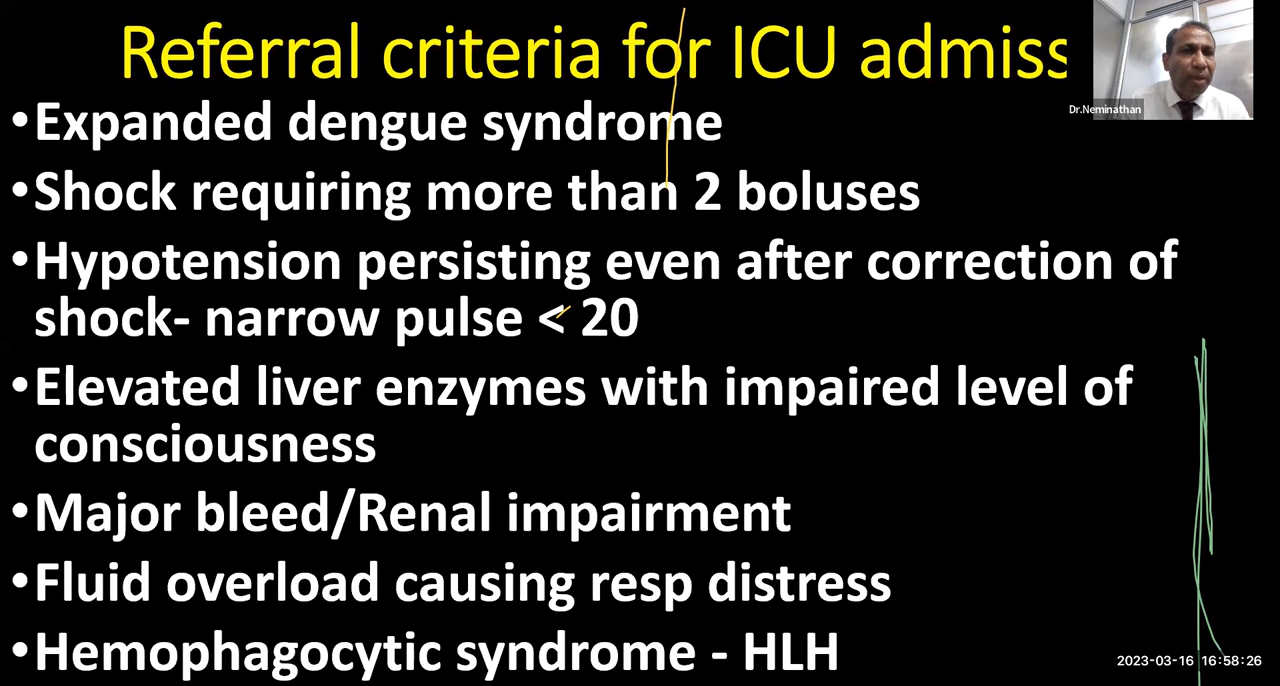 Referral criteria for ICU admiss
Dr.Neminathan
•Expanded dengue syndrome
•Shock requiring more than 2 boluses
•Hypotension persisting even after correction of
shock- narrow pulse < 20
•Elevated liver enzymes with impaired level of
consciousness
•Major bleed/Renal impairment
•Fluid overload causing resp distress
•Hemophagocytic syndrome - HLH
2023-03-16 16:58:26